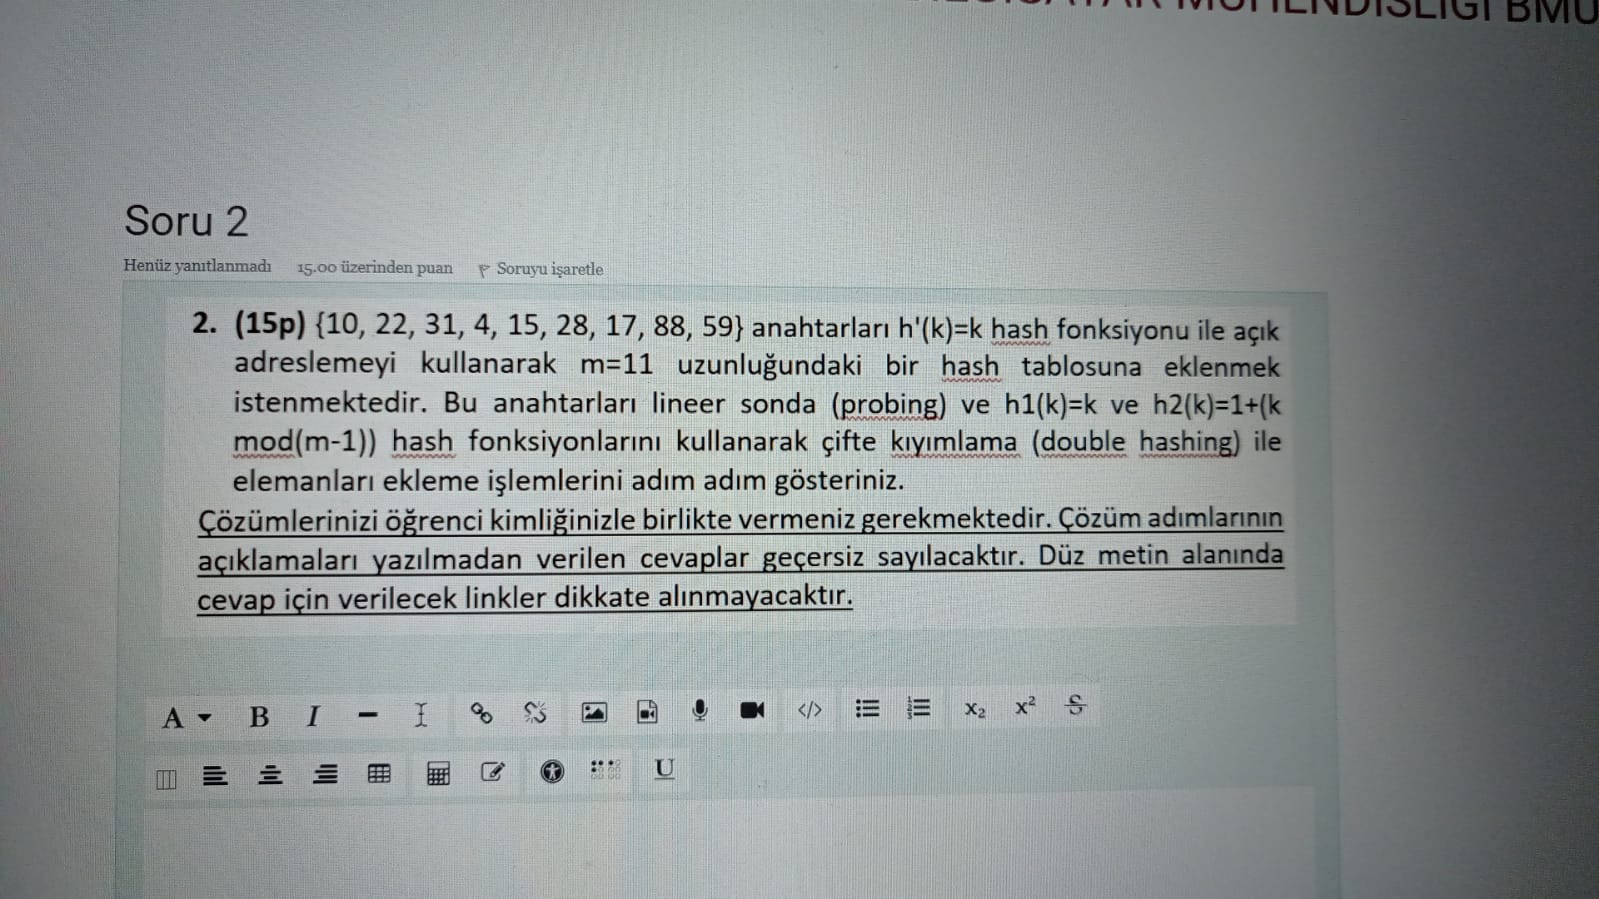 MÜHENDİSLİĞİ BMÜ
Soru 2
Henüz yanıtlanmadı 15.00 üzerinden puan Soruyu işaretle
2. (15p) {10, 22, 31, 4, 15, 28, 17, 88, 59} anahtarları h'(k)=k hash fonksiyonu ile açık
adreslemeyi kullanarak m=11 uzunluğundaki bir hash tablosuna eklenmek
istenmektedir. Bu anahtarları lineer sonda (probing) ve h1(k)=k ve h2(k)=1+(k
mod(m-1)) hash fonksiyonlarını kullanarak çifte kıyımlama (double hashing) ile
elemanları ekleme işlemlerini adım adım gösteriniz.
Çözümlerinizi öğrenci kimliğinizle birlikte vermeniz gerekmektedir. Çözüm adımlarının
açıklamaları yazılmadan verilen cevaplar geçersiz sayılacaktır. Düz metin alanında
cevap için verilecek linkler dikkate alınmayacaktır.
A B I </> x₂ x² S
U